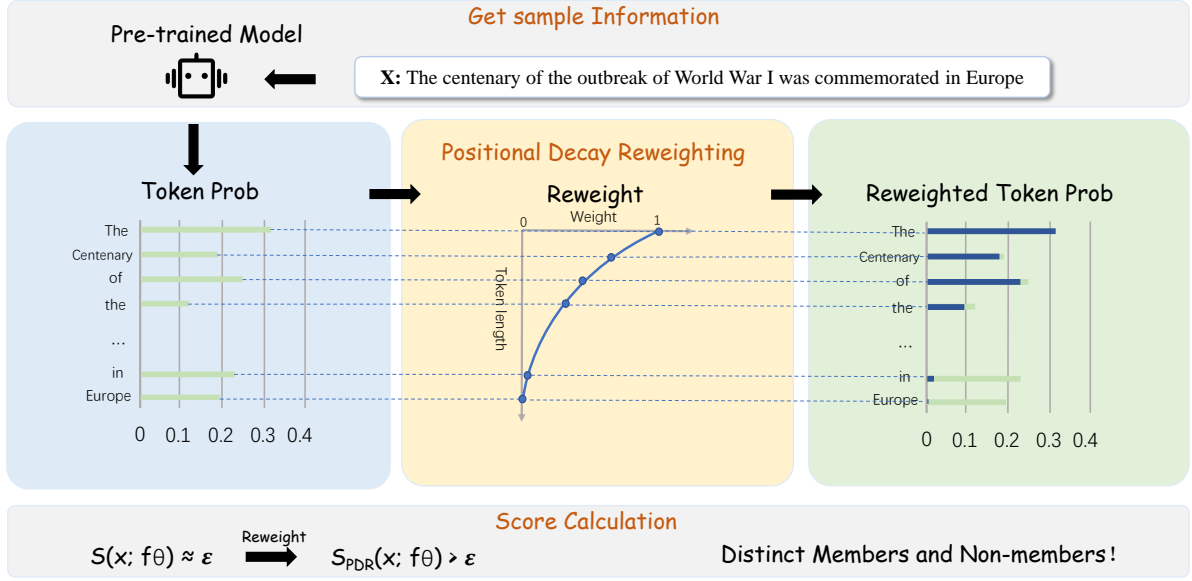 Get sample Information
Pre-trained Model
X: The centenary of the outbreak of World War I was commemorated in Europe
Token Prob
The
Centenary
of
the
...
in
Europe
0 0.1 0.2 0.3 0.4
Positional Decay Reweighting
Reweight
0 Weight 1
Token length
Reweighted Token Prob
The
Centenary
of
the
...
in
Europe
0 0.1 0.2 0.3 0.4
Score Calculation
S(x; fθ) ≈ ε
Reweight
S_PDR(x; fθ) > ε
Distinct Members and Non-members!